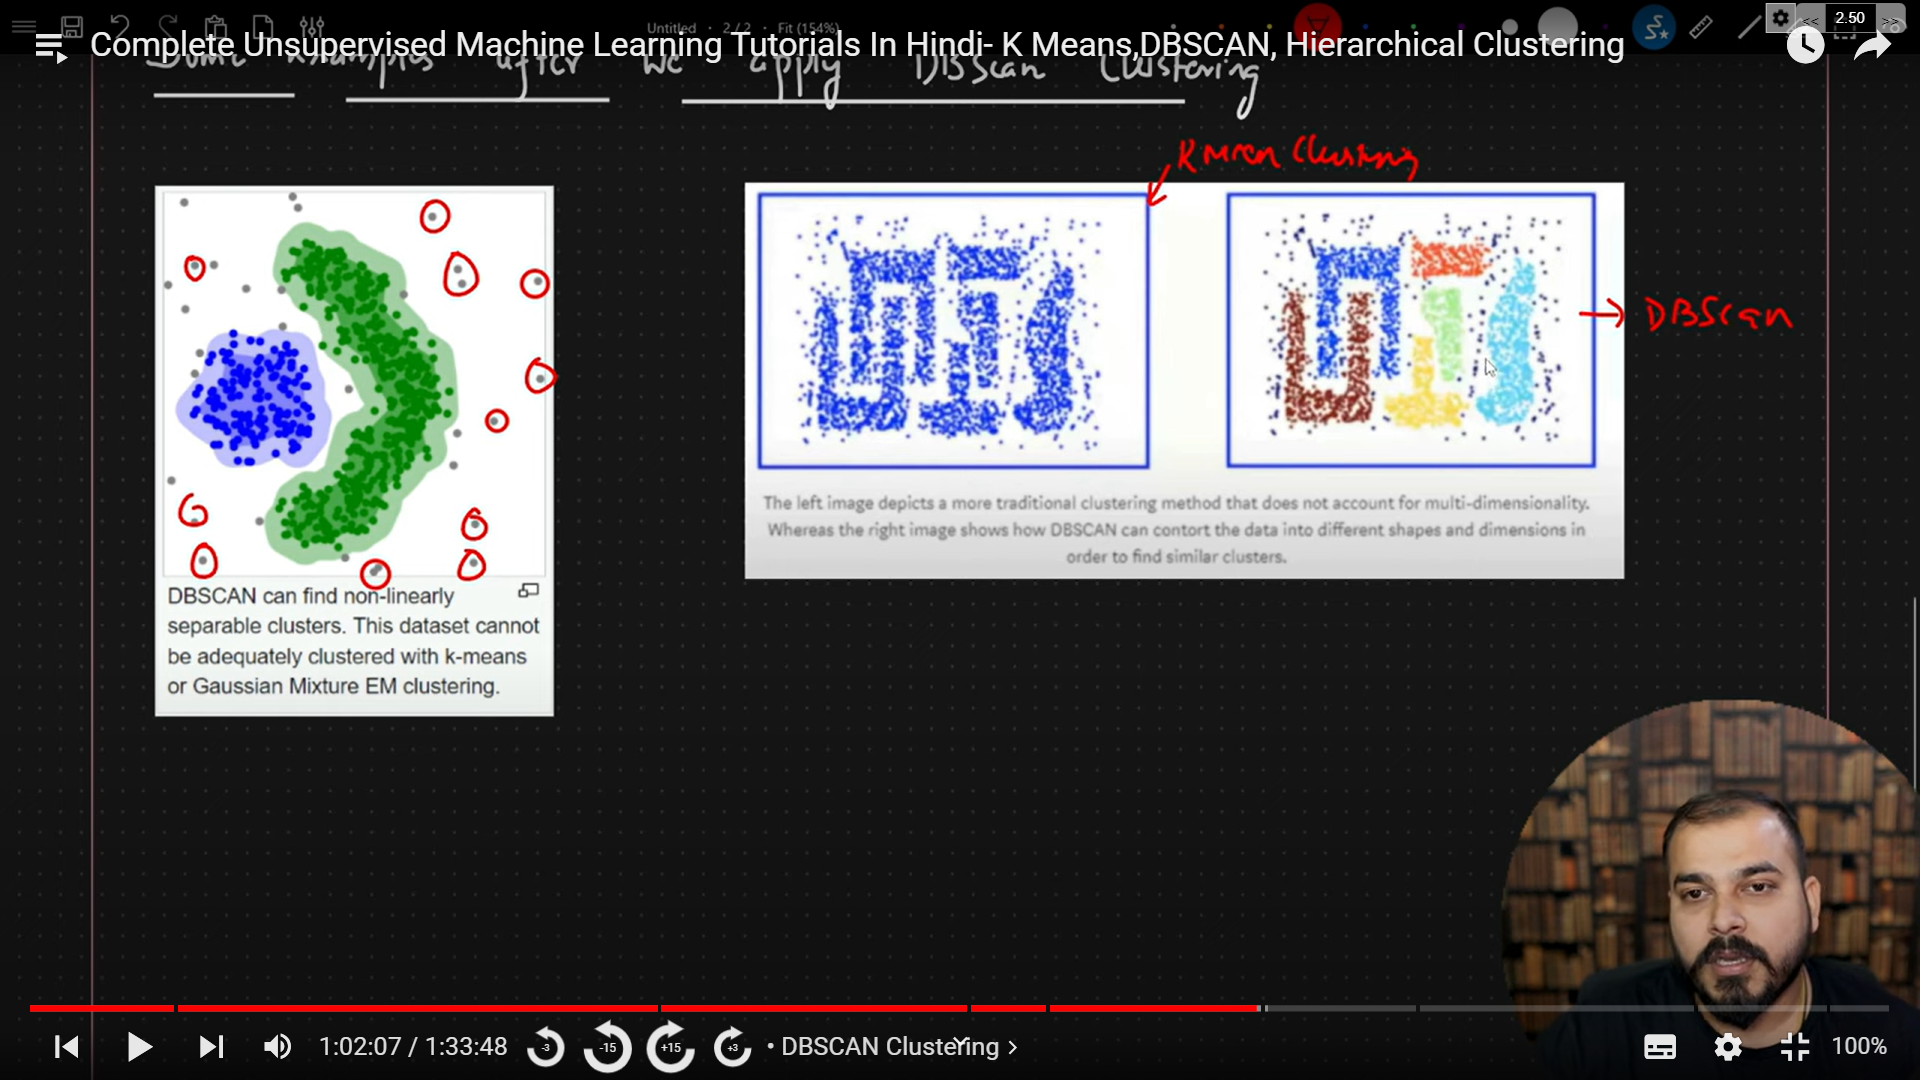 Untitled · 2 / 2 · Fit (154%)
2.50
<< >>
Complete Unsupervised Machine Learning Tutorials In Hindi- K Means,DBSCAN, Hierarchical Clustering
after we apply DBScan Clustering
K Mean Clustering
DBScan
The left image depicts a more traditional clustering method that does not account for multi-dimensionality.
Whereas the right image shows how DBSCAN can contort the data into different shapes and dimensions in
order to find similar clusters.
DBSCAN can find non-linearly
separable clusters. This dataset cannot
be adequately clustered with k-means
or Gaussian Mixture EM clustering.
1:02:07 / 1:33:48 -3 -15 +15 +3 • DBSCAN Clustering 100%